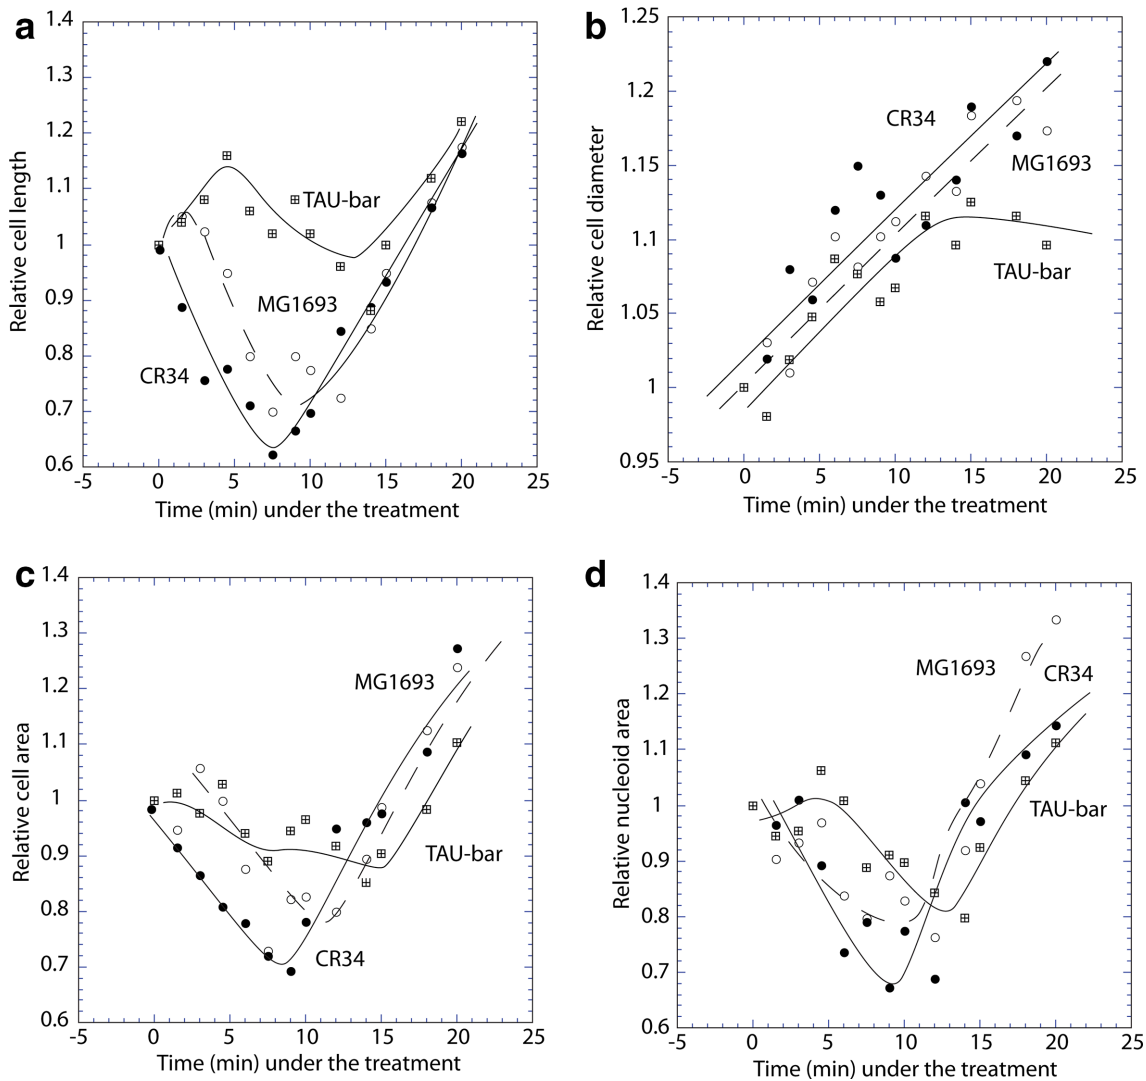 a
1.4
1.3
1.2
1.1
1
0.9
0.8
0.7
0.6
Relative cell length
TAU-bar
MG1693
CR34
-5
0
5
10
15
20
25
Time (min) under the treatment
b
1.25
1.2
1.15
1.1
1.05
1
0.95
Relative cell diameter
CR34
MG1693
TAU-bar
-5
0
5
10
15
20
25
Time (min) under the treatment
c
1.4
1.3
1.2
1.1
1
0.9
0.8
0.7
0.6
Relative cell area
MG1693
TAU-bar
CR34
-5
0
5
10
15
20
25
Time (min) under the treatment
d
1.4
1.3
1.2
1.1
1
0.9
0.8
0.7
0.6
Relative nucleoid area
MG1693
CR34
TAU-bar
-5
0
5
10
15
20
25
Time (min) under the treatment